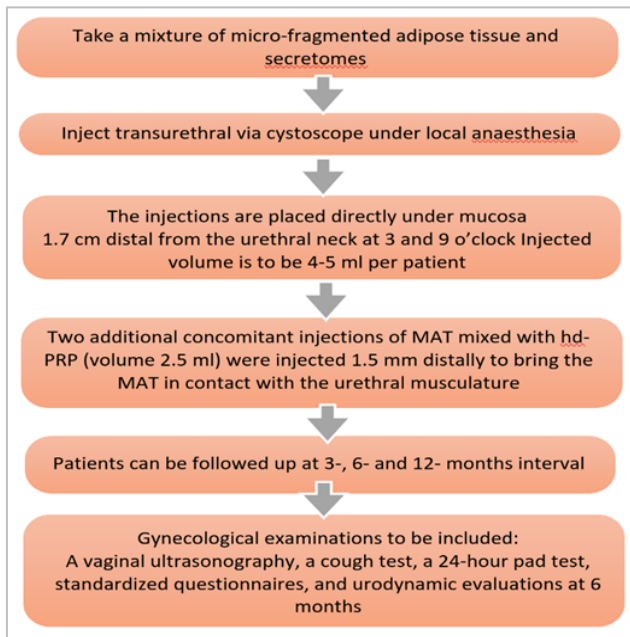 Take a mixture of micro-fragmented adipose tissue and
secretomes
Inject transurethral via cystoscope under local anaesthesia
The injections are placed directly under mucosa
1.7 cm distal from the urethral neck at 3 and 9 o’clock Injected
volume is to be 4-5 ml per patient
Two additional concomitant injections of MAT mixed with hd-
PRP (volume 2.5 ml) were injected 1.5 mm distally to bring the
MAT in contact with the urethral musculature
Patients can be followed up at 3-, 6- and 12- months interval
Gynecological examinations to be included:
A vaginal ultrasonography, a cough test, a 24-hour pad test,
standardized questionnaires, and urodynamic evaluations at 6
months